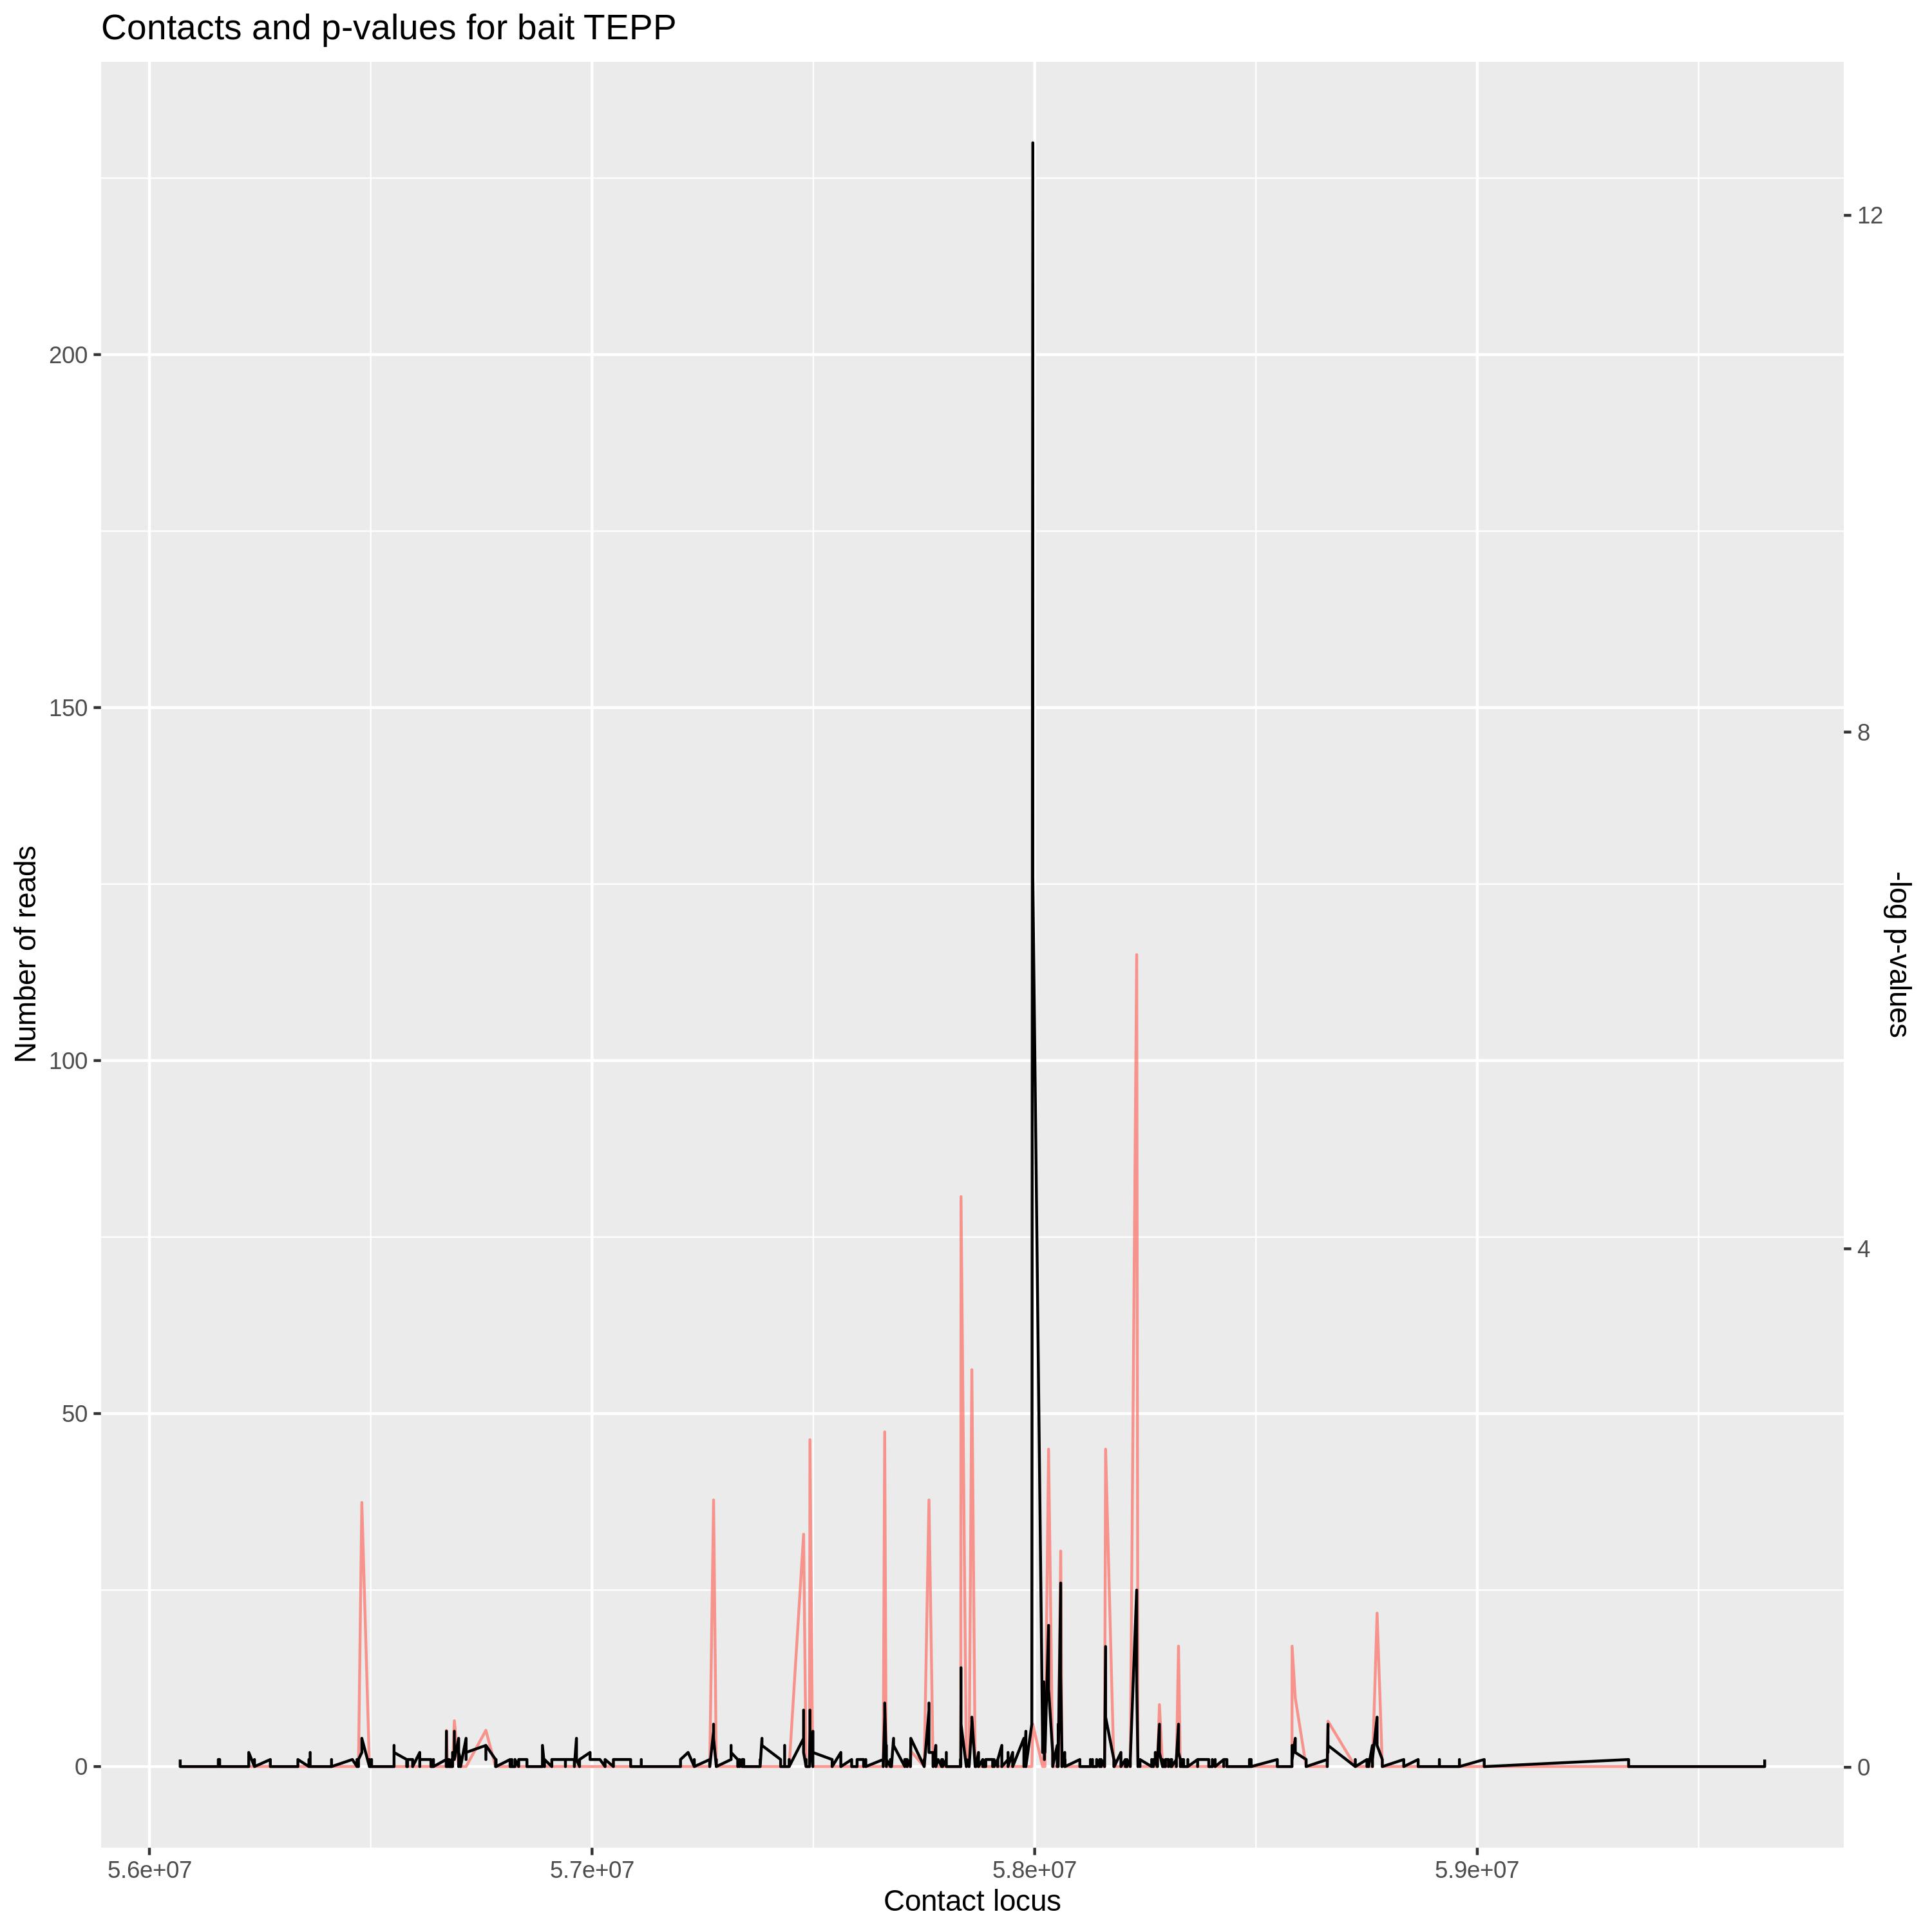 Contacts and p-values for bait TEPP
Number of reads
200
150
100
50
0
12
8
4
0
-log p-values
5.6e+07
5.7e+07
5.8e+07
5.9e+07
Contact locus